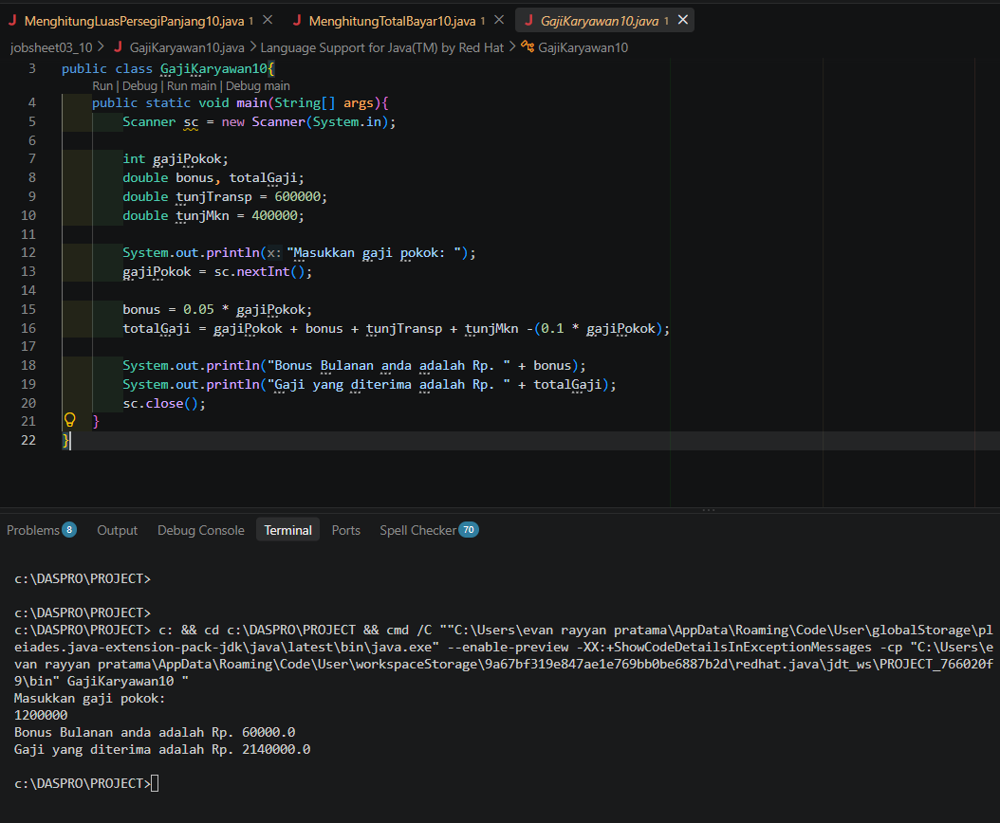 MenghitungLuasPersegiPanjang10.java 1
MenghitungTotalBayar10.java 1
GajiKaryawan10.java 1
jobsheet03_10 > GajiKaryawan10.java > Language Support for Java(TM) by Red Hat > GajiKaryawan10
3 public class GajiKaryawan10{
Run | Debug | Run main | Debug main
4 public static void main(String[] args){
5 Scanner sc = new Scanner(System.in);
6
7 int gajiPokok;
8 double bonus, totalGaji;
9 double tunjTransp = 600000;
10 double tunjMkn = 400000;
11
12 System.out.println(x: "Masukkan gaji pokok: ");
13 gajiPokok = sc.nextInt();
14
15 bonus = 0.05 * gajiPokok;
16 totalGaji = gajiPokok + bonus + tunjTransp + tunjMkn -(0.1 * gajiPokok);
17
18 System.out.println("Bonus Bulanan anda adalah Rp. " + bonus);
19 System.out.println("Gaji yang diterima adalah Rp. " + totalGaji);
20 sc.close();
21 }
22 }
Problems 8 Output Debug Console Terminal Ports Spell Checker 70
c:\DASPRO\PROJECT>
c:\DASPRO\PROJECT>
c:\DASPRO\PROJECT> c: && cd c:\DASPRO\PROJECT && cmd /C ""C:\Users\evan rayyan pratama\AppData\Roaming\Code\User\globalStorage\pl
eiades.java-extension-pack-jdk\java\latest\bin\java.exe" --enable-preview -XX:+ShowCodeDetailsInExceptionMessages -cp "C:\Users\e
van rayyan pratama\AppData\Roaming\Code\User\workspaceStorage\9a67bf319e847ae1e769bb0be6887b2d\redhat.java\jdt_ws\PROJECT_766020f
9\bin" GajiKaryawan10 "
Masukkan gaji pokok:
1200000
Bonus Bulanan anda adalah Rp. 60000.0
Gaji yang diterima adalah Rp. 2140000.0
c:\DASPRO\PROJECT>